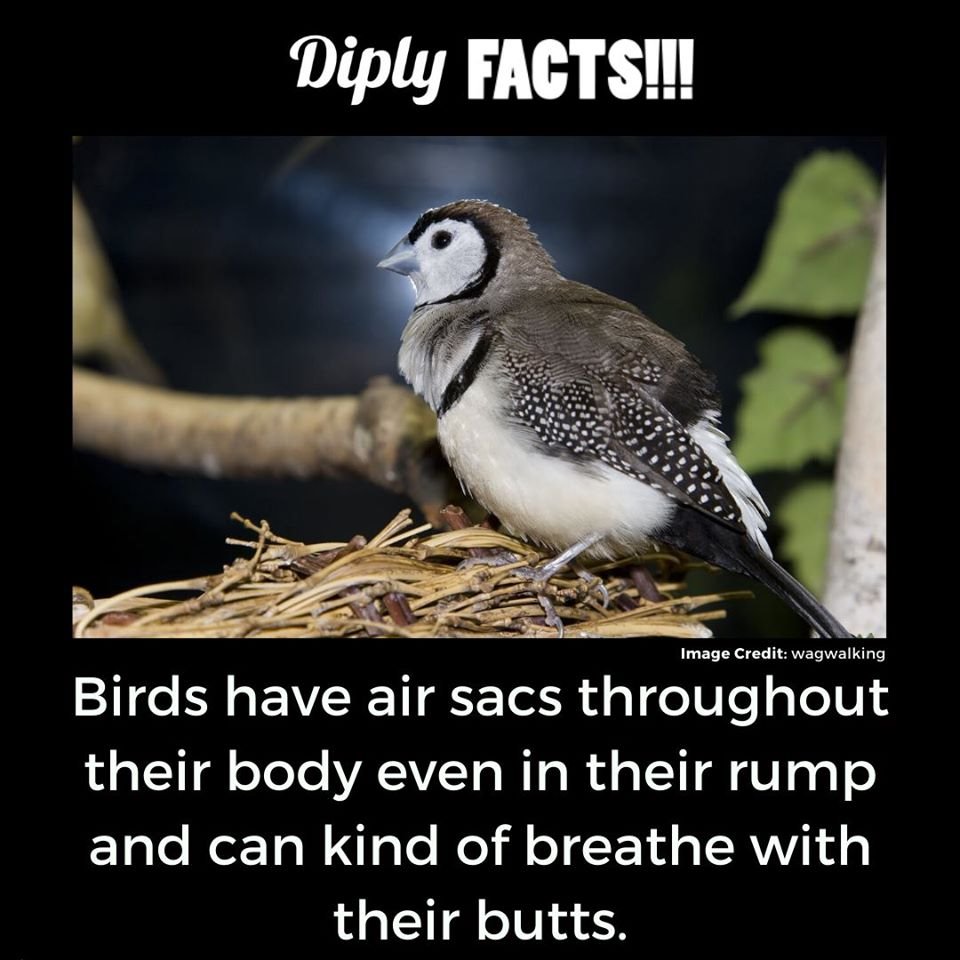 Diply FACTS!!!
Image Credit: wagwalking
Birds have air sacs throughout
their body even in their rump
and can kind of breathe with
their butts.